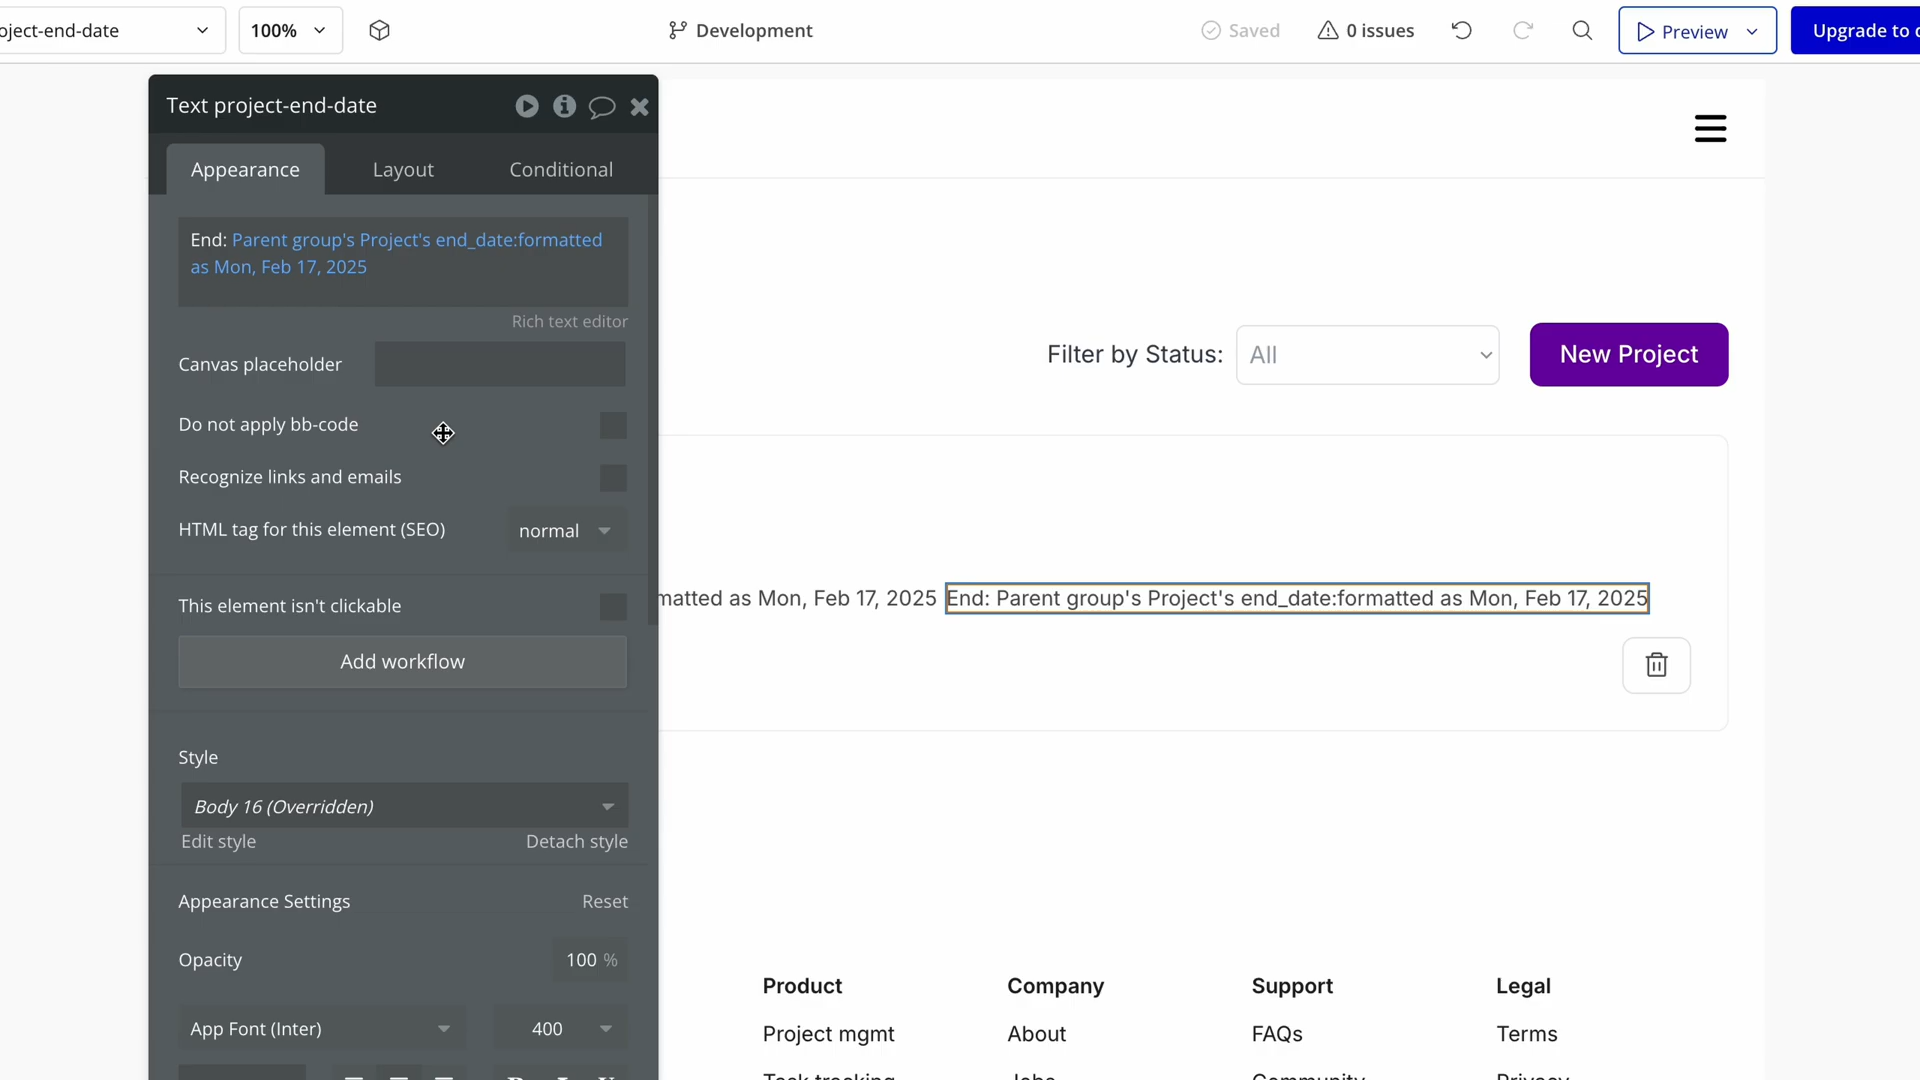 oject-end-date
100%
Development
Saved
0 issues
Preview
Upgrade to
Text project-end-date
Appearance
Layout
Conditional
End: Parent group's Project's end_date:formatted
as Mon, Feb 17, 2025
Rich text editor
Canvas placeholder
Do not apply bb-code
Recognize links and emails
HTML tag for this element (SEO)
normal
This element isn't clickable
Add workflow
Style
Body 16 (Overridden)
Edit style
Detach style
Appearance Settings
Reset
Opacity
100 %
App Font (Inter)
400
Filter by Status:
All
New Project
matted as Mon, Feb 17, 2025
End: Parent group's Project's end_date:formatted as Mon, Feb 17, 2025
Product
Company
Support
Legal
Project mgmt
About
FAQs
Terms
Task tracking
Jobs
Community
Privacy